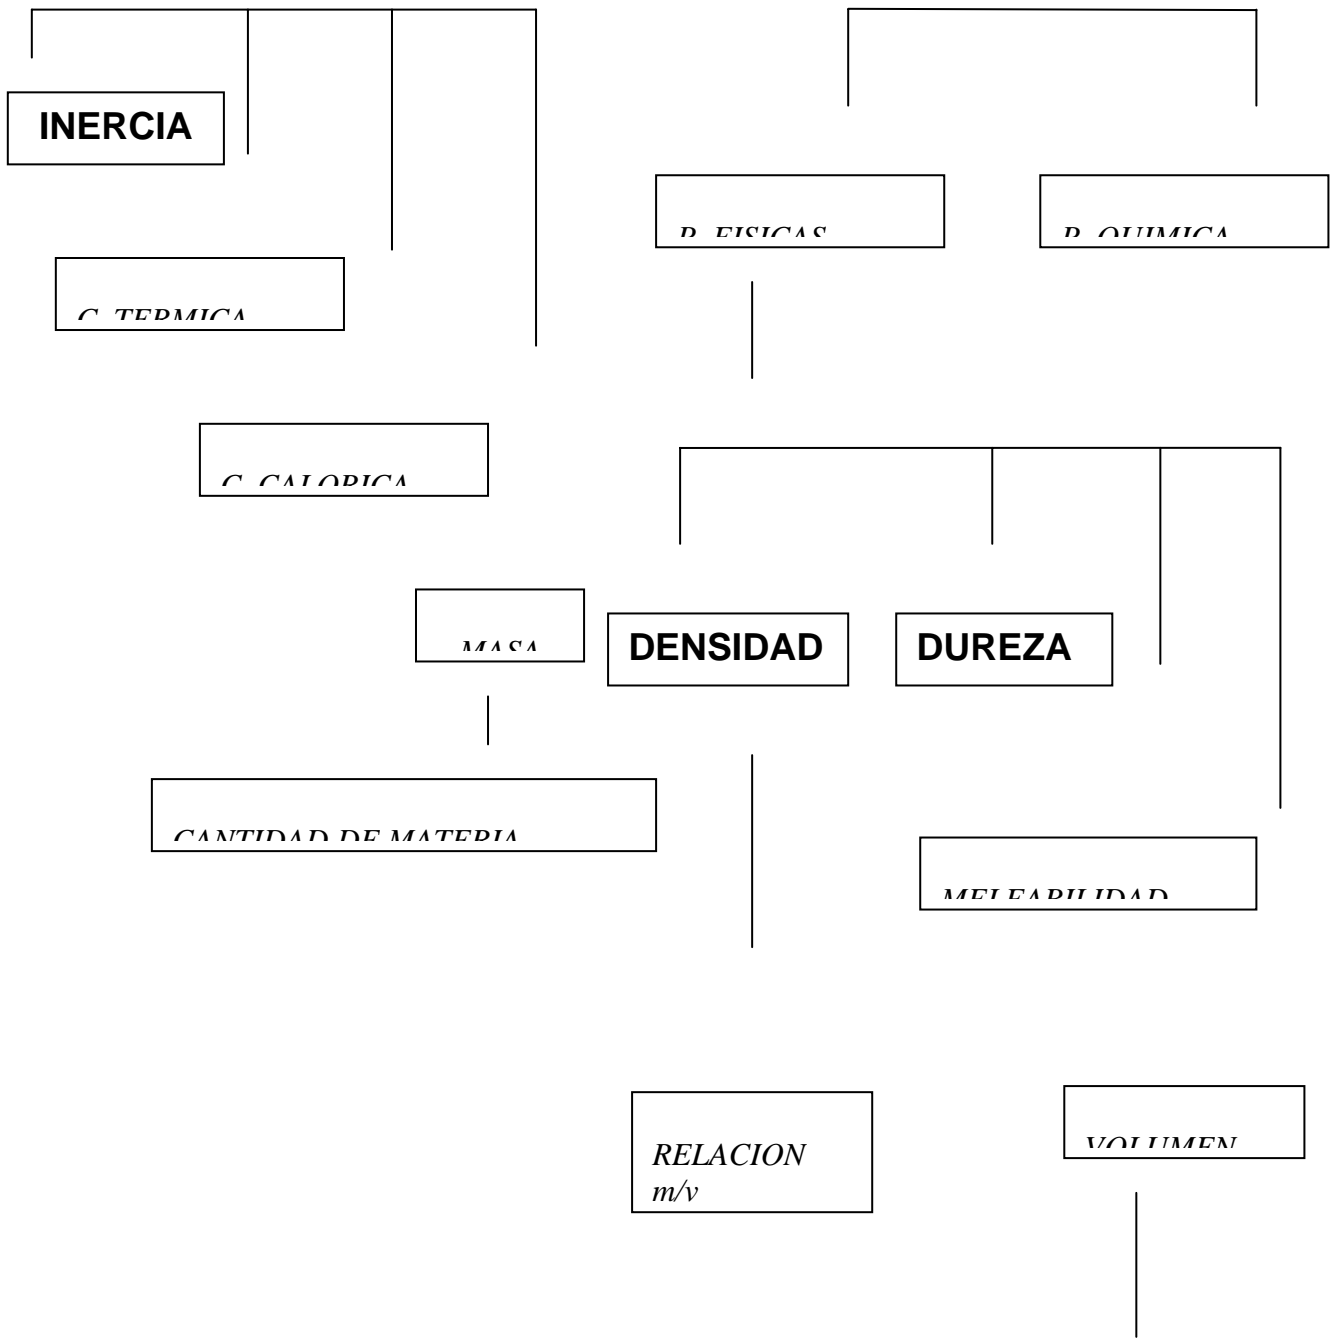 INERCIA
P. FISICAS
P. QUIMICA
C. TERMICA
C. CALORICA
MASA
DENSIDAD
DUREZA
CANTIDAD DE MATERIA
MELEABILIDAD
RELACION
m/v
VOLUMEN